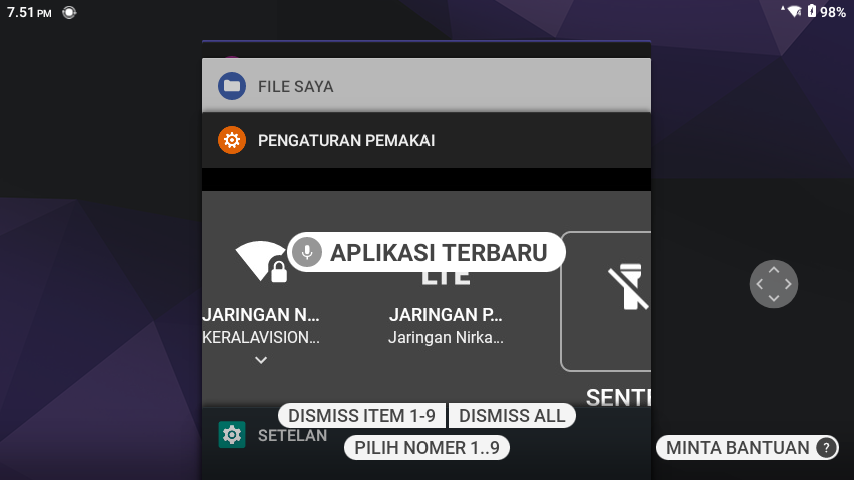 7.51 PM
98%
FILE SAYA
PENGATURAN PEMAKAI
APLIKASI TERBARU
LTE
JARINGAN N...
JARINGAN P...
KERALAVISION...
Jaringan Nirka...
SENTE
DISMISS ITEM 1-9
DISMISS ALL
SETELAN
PILIH NOMER 1..9
MINTA BANTUAN ?